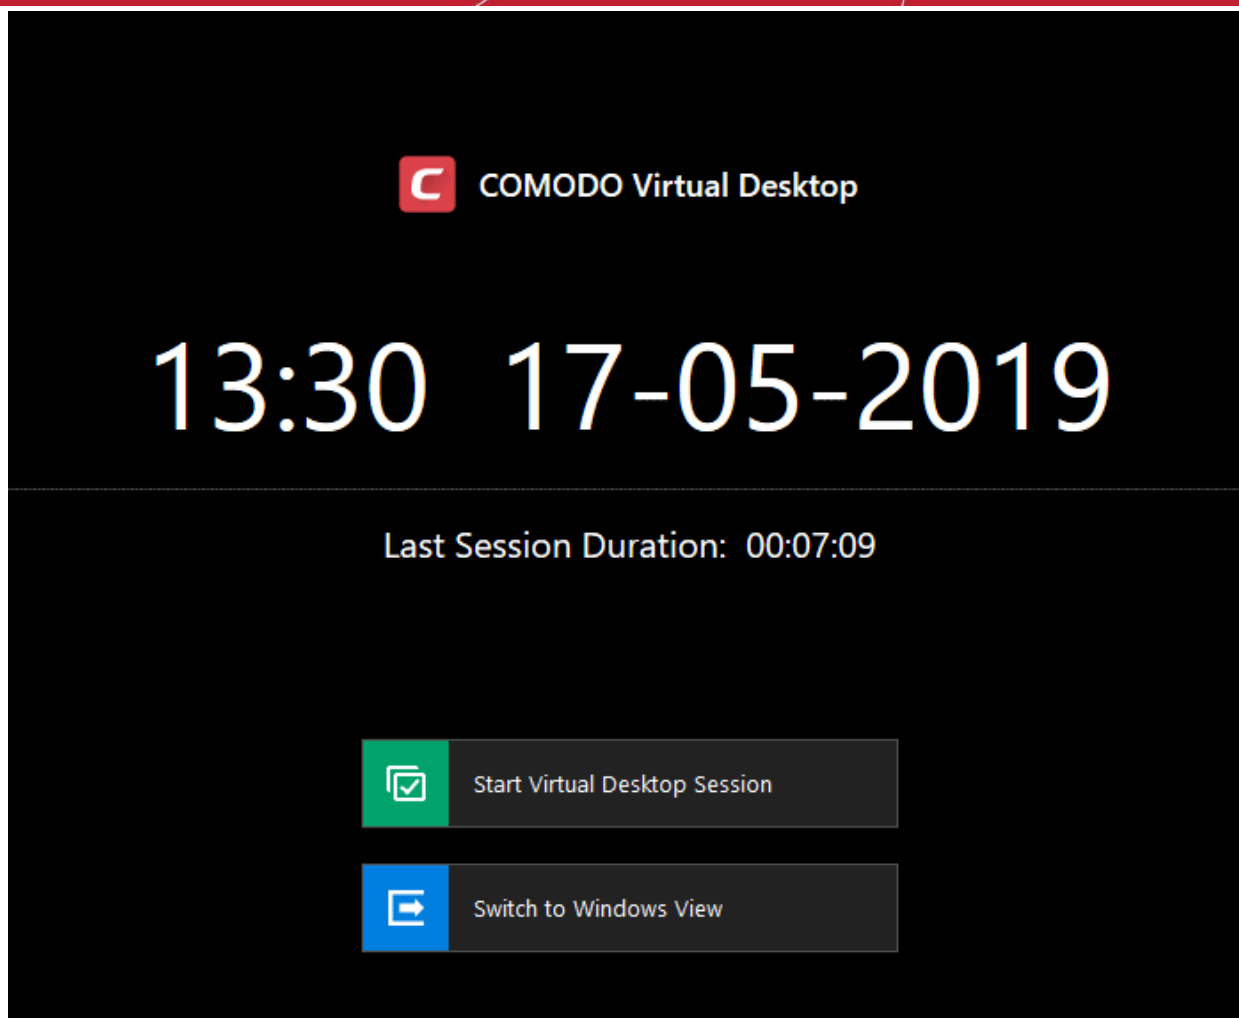 COMODO Virtual Desktop
13:30 17-05-2019
Last Session Duration: 00:07:09
Start Virtual Desktop Session
Switch to Windows View